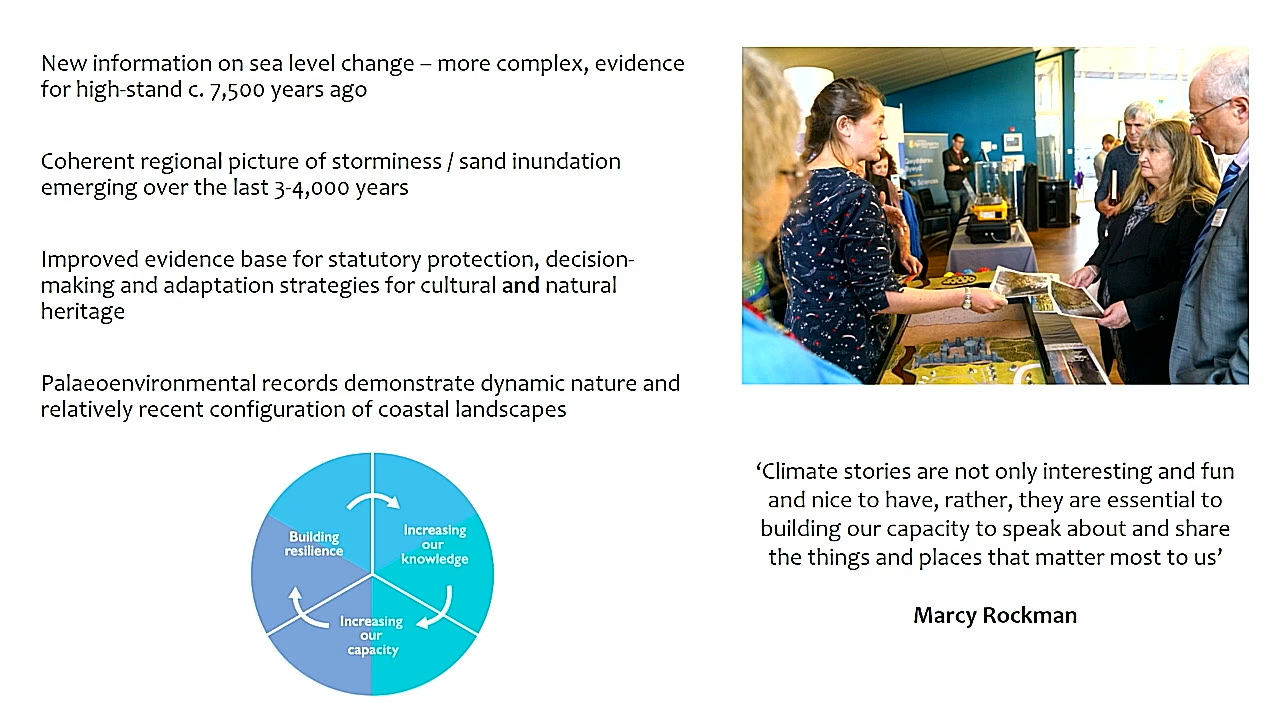 New information on sea level change – more complex, evidence
for high-stand c. 7,500 years ago
Coherent regional picture of storminess / sand inundation
emerging over the last 3-4,000 years
Improved evidence base for statutory protection, decision-
making and adaptation strategies for cultural and natural
heritage
Palaeoenvironmental records demonstrate dynamic nature and
relatively recent configuration of coastal landscapes
Building
resilience
Increasing
our
knowledge
Increasing
our
capacity
‘Climate stories are not only interesting and fun
and nice to have, rather, they are essential to
building our capacity to speak about and share
the things and places that matter most to us’
Marcy Rockman